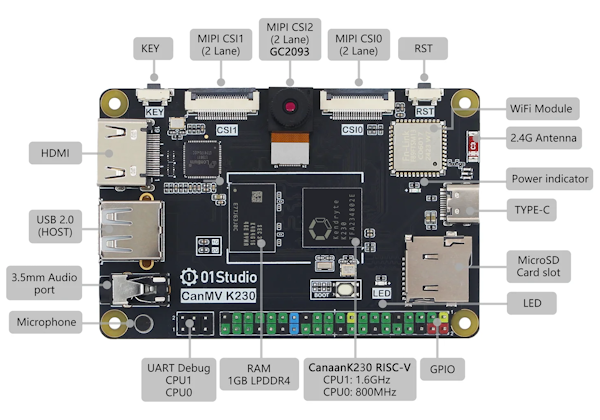 MIPI CSI1
(2 Lane)
MIPI CSI2
(2 Lane)
GC2093
MIPI CSI0
(2 Lane)
KEY
RST
WiFi Module
2.4G Antenna
Power indicator
TYPE-C
MicroSD
Card slot
LED
GPIO
HDMI
USB 2.0
(HOST)
3.5mm Audio
port
Microphone
UART Debug
CPU1
CPU0
RAM
1GB LPDDR4
CanaanK230 RISC-V
CPU1: 1.6GHz
CPU0: 800MHz
KEY
CSI1
CSI0
RST
Kendryte
K230
01Studio
CanMV K230
BOOT
LED